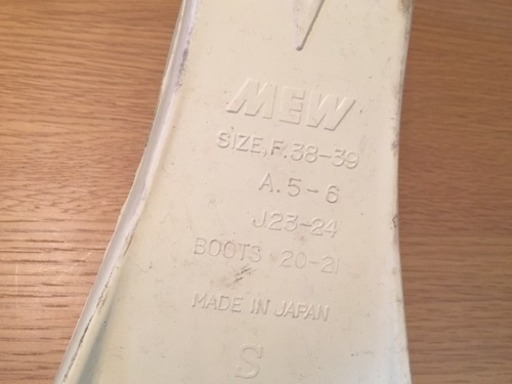 MEW
SIZE,F.38-39
A.5-6
J23-24
BOOTS 20-21
MADE IN JAPAN
S